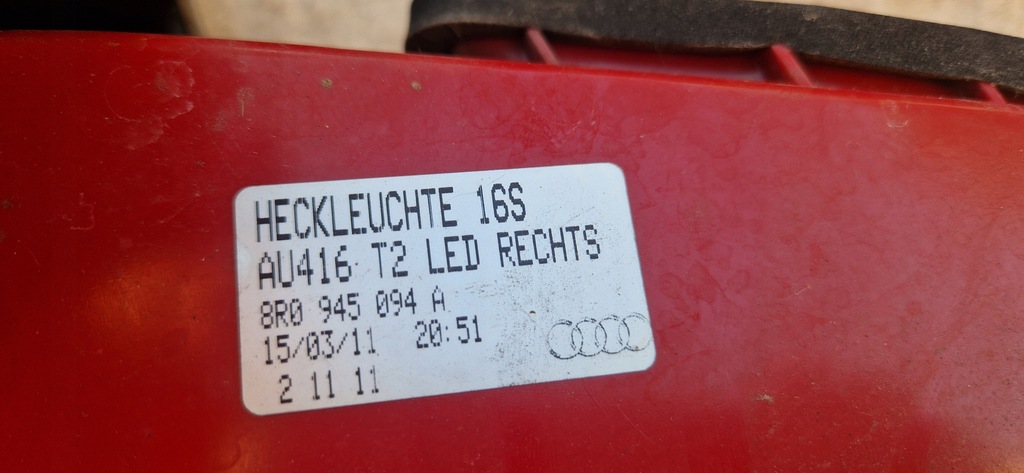 HECKLEUCHTE 16S
AU416 T2 LED RECHTS
8R0 945 094 A
15/03/11 20:51
2 11 11